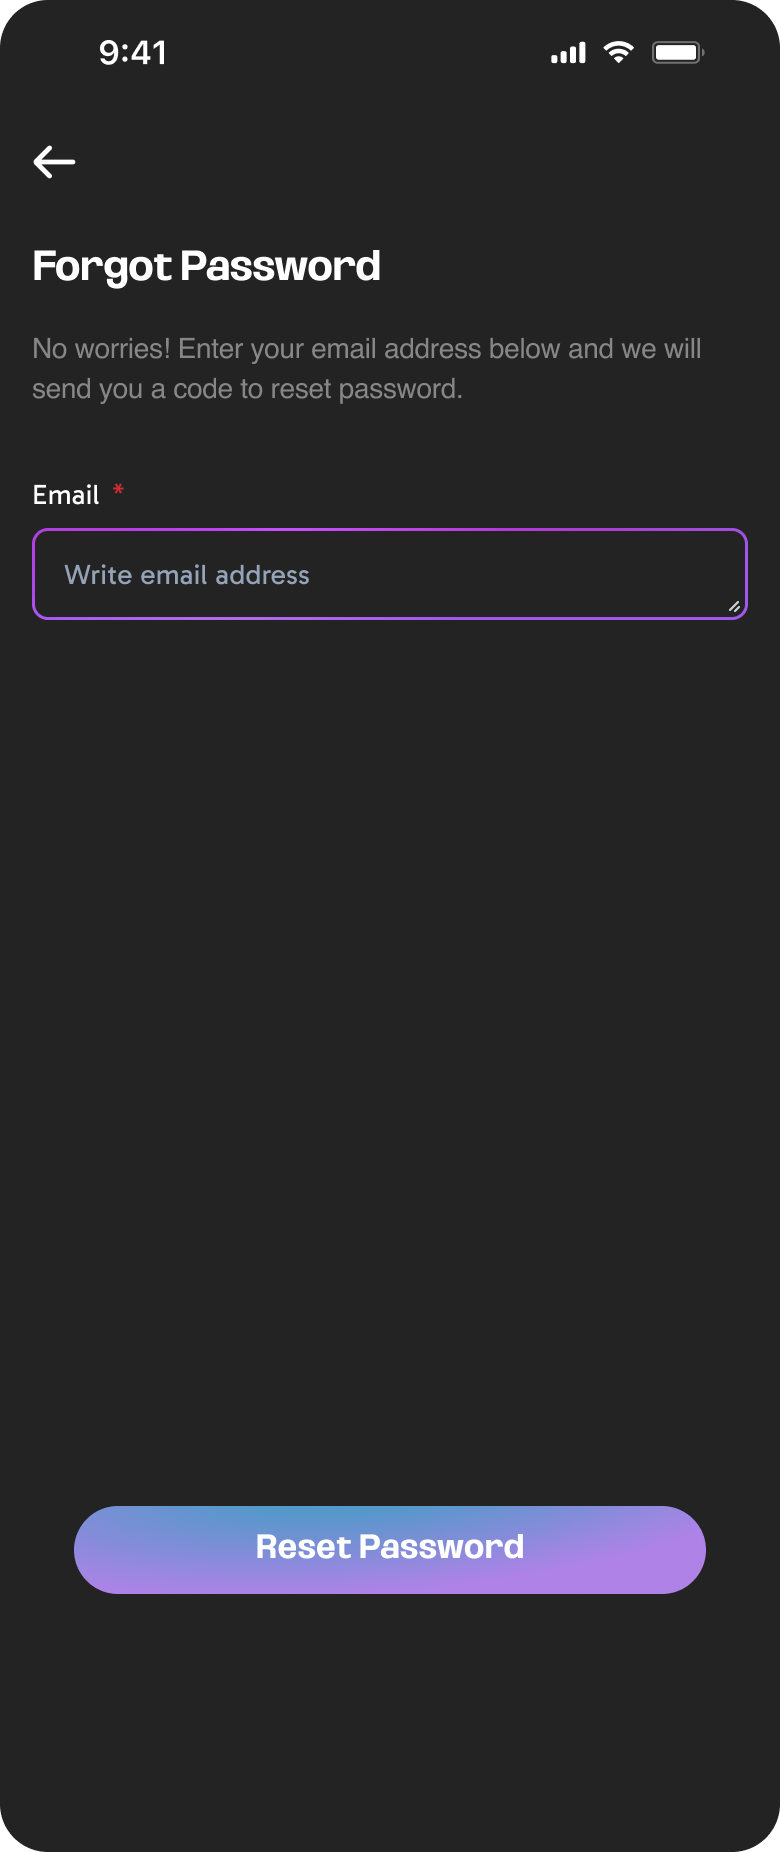 9:41
Forgot Password
No worries! Enter your email address below and we will
send you a code to reset password.
Email *
Write email address
Reset Password